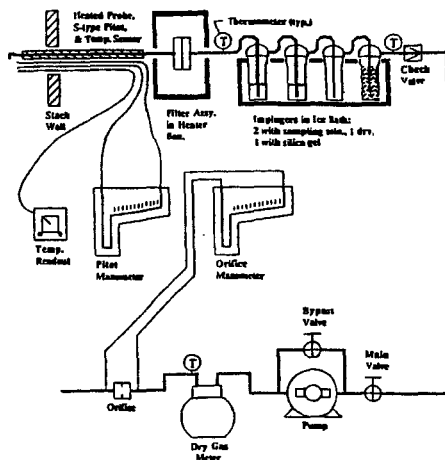 Heated Probe,
S-type Pitot,
& Temp. Sensor
Thermometer (typ.)
T
T
Check
Valve
Stack
Wall
Filter Assy.
in Heater
Box.
Impingers in Ice Bath:
2 with sampling soln., 1 dry,
1 with silica gel
Temp.
Readout
Pitot
Manometer
Orifice
Manometer
Bypass
Valve
Main
Valve
T
Orifice
Dry Gas
Meter
Pump